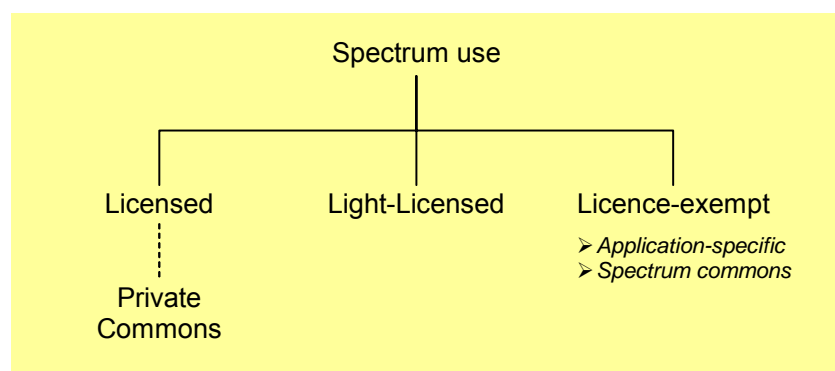 Spectrum use
Licensed
Light-Licensed
Licence-exempt
➢ Application-specific
➢ Spectrum commons
Private
Commons